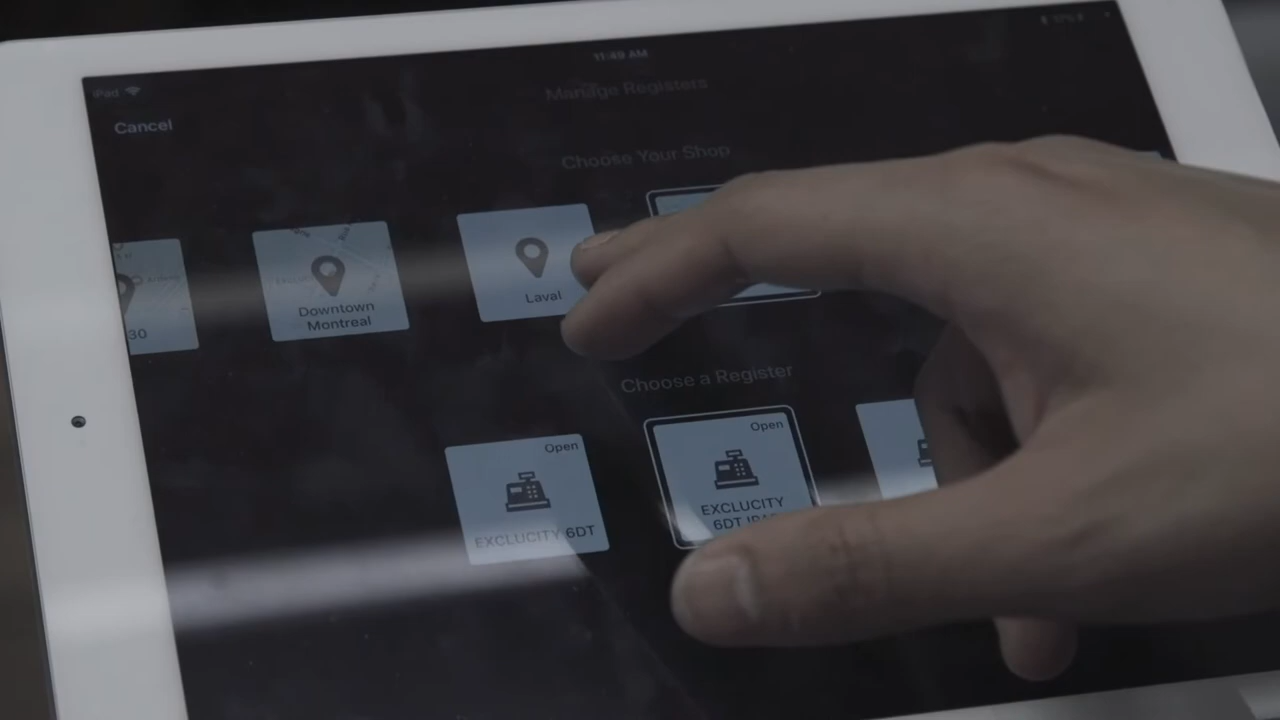 iPad
11:49 AM
Manage Registers
Cancel
Choose Your Shop
30
Downtown
Montreal
Laval
Choose a Register
Open
EXCLUCITY 6DT
Open
EXCLUCITY
6DT